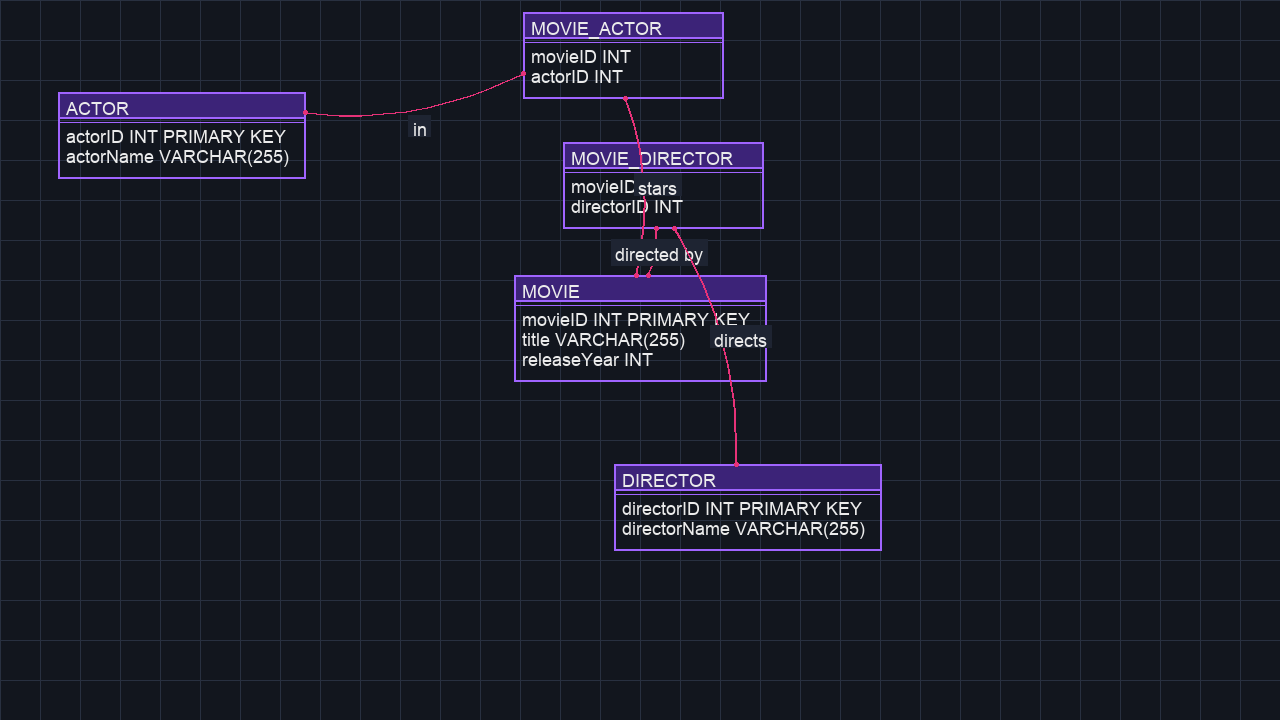 MOVIE_ACTOR
movieID INT
actorID INT
ACTOR
actorID INT PRIMARY KEY
actorName VARCHAR(255)
in
MOVIE_DIRECTOR
movieID
stars
directorID INT
directed by
MOVIE
movieID INT PRIMARY KEY
title VARCHAR(255)
directs
releaseYear INT
DIRECTOR
directorID INT PRIMARY KEY
directorName VARCHAR(255)